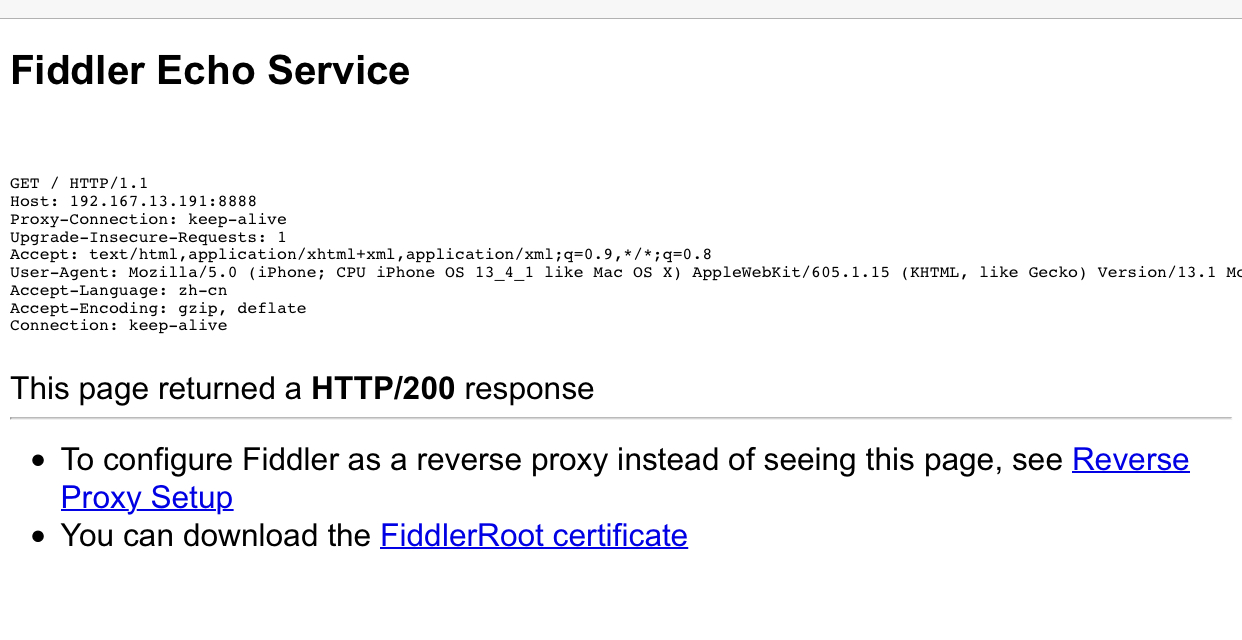 Fiddler Echo Service
GET / HTTP/1.1
Host: 192.167.13.191:8888
Proxy-Connection: keep-alive
Upgrade-Insecure-Requests: 1
Accept: text/html,application/xhtml+xml,application/xml;q=0.9,*/*;q=0.8
User-Agent: Mozilla/5.0 (iPhone; CPU iPhone OS 13_4_1 like Mac OS X) AppleWebKit/605.1.15 (KHTML, like Gecko) Version/13.1
Accept-Language: zh-cn
Accept-Encoding: gzip, deflate
Connection: keep-alive
This page returned a HTTP/200 response
• To configure Fiddler as a reverse proxy instead of seeing this page, see Reverse
Proxy Setup
• You can download the FiddlerRoot certificate